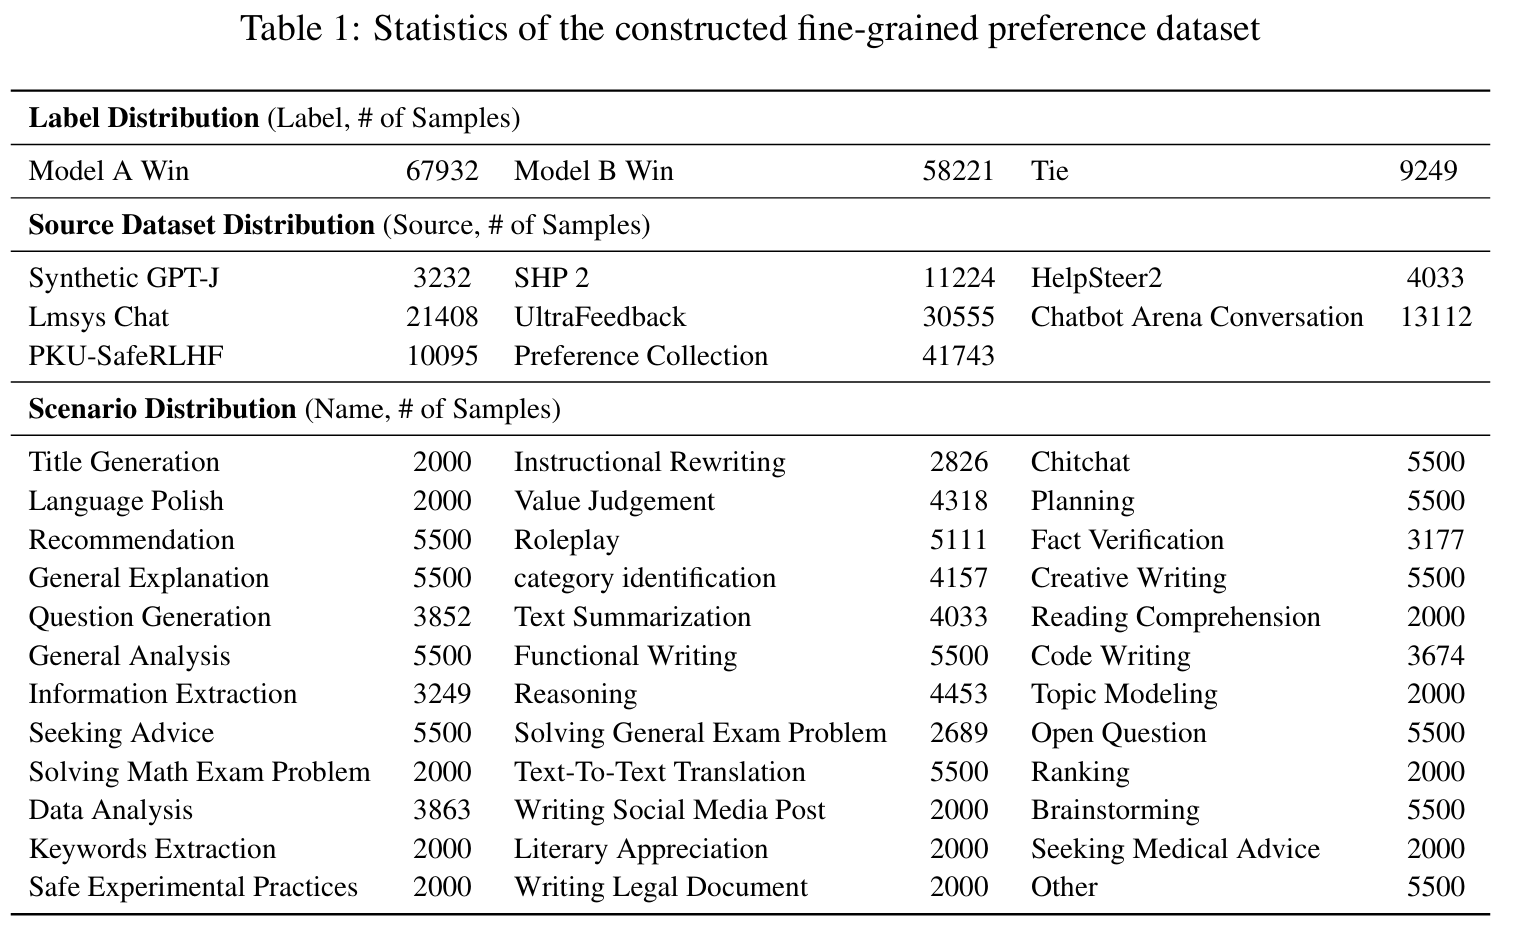 Table 1: Statistics of the constructed fine-grained preference dataset
Label Distribution (Label, # of Samples)
Model A Win 67932 Model B Win 58221 Tie 9249
Source Dataset Distribution (Source, # of Samples)
Synthetic GPT-J 3232 SHP 2 11224 HelpSteer2 4033
Lmsys Chat 21408 UltraFeedback 30555 Chatbot Arena Conversation 13112
PKU-SafeRLHF 10095 Preference Collection 41743
Scenario Distribution (Name, # of Samples)
Title Generation 2000 Instructional Rewriting 2826 Chitchat 5500
Language Polish 2000 Value Judgement 4318 Planning 5500
Recommendation 5500 Roleplay 5111 Fact Verification 3177
General Explanation 5500 category identification 4157 Creative Writing 5500
Question Generation 3852 Text Summarization 4033 Reading Comprehension 2000
General Analysis 5500 Functional Writing 5500 Code Writing 3674
Information Extraction 3249 Reasoning 4453 Topic Modeling 2000
Seeking Advice 5500 Solving General Exam Problem 2689 Open Question 5500
Solving Math Exam Problem 2000 Text-To-Text Translation 5500 Ranking 2000
Data Analysis 3863 Writing Social Media Post 2000 Brainstorming 5500
Keywords Extraction 2000 Literary Appreciation 2000 Seeking Medical Advice 2000
Safe Experimental Practices 2000 Writing Legal Document 2000 Other 5500